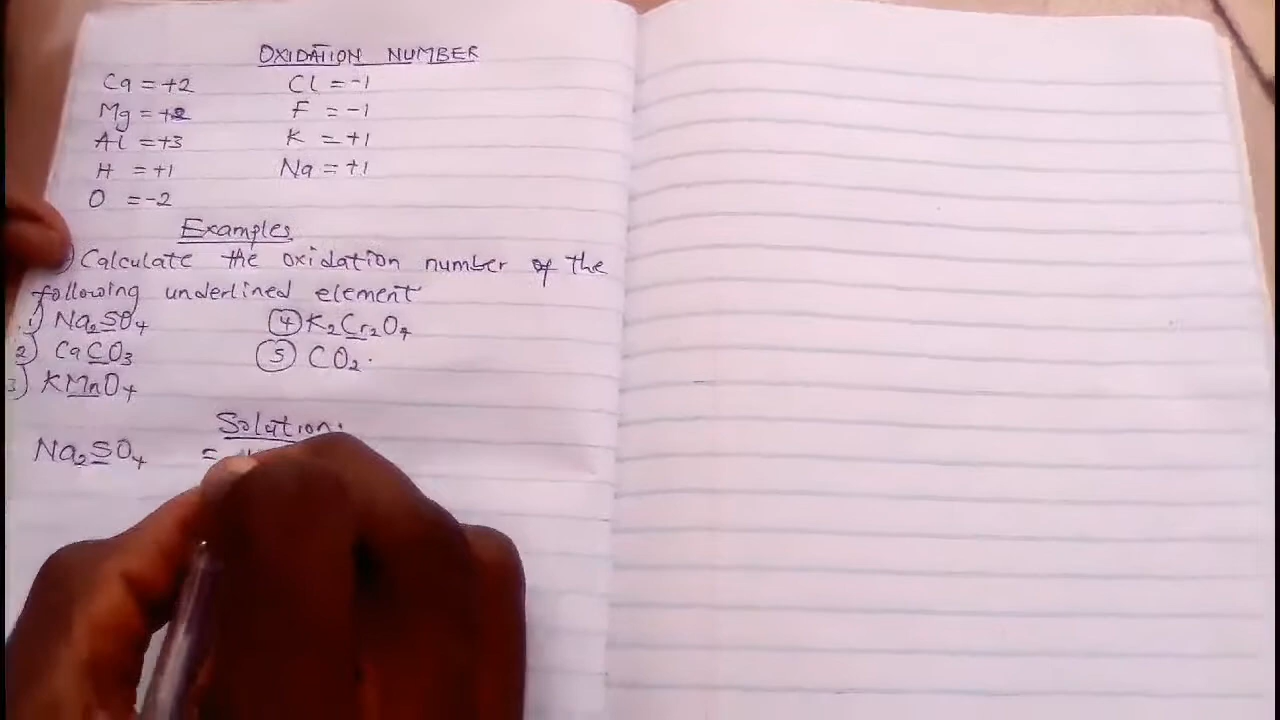 OXIDATION NUMBER
Ca = +2 Cl = -1
Mg = +2 F = -1
Al = +3 K = +1
H = +1 Na = +1
O = -2
Examples
Calculate the oxidation number of the
following underlined element
1) Na₂SO₄ ④ K₂Cr₂O₇
2) CaCO₃ ⑤ CO₂.
3) KMnO₄
Solution:
Na₂SO₄ =